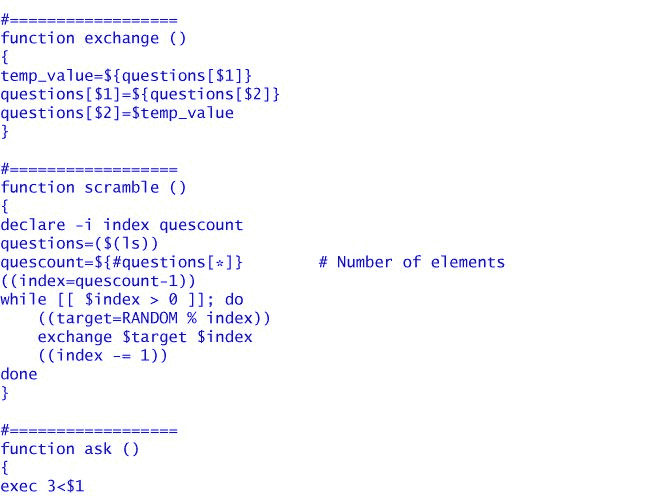 #==================
function exchange ()
{
temp_value=${questions[$1]}
questions[$1]=${questions[$2]}
questions[$2]=$temp_value
}
#==================
function scramble ()
{
declare -i index quescount
questions=($(ls))
quescount=${#questions[*]}        # Number of elements
((index=quescount-1))
while [[ $index > 0 ]]; do
    ((target=RANDOM % index))
    exchange $target $index
    ((index -= 1))
done
}
#==================
function ask ()
{
exec 3<$1